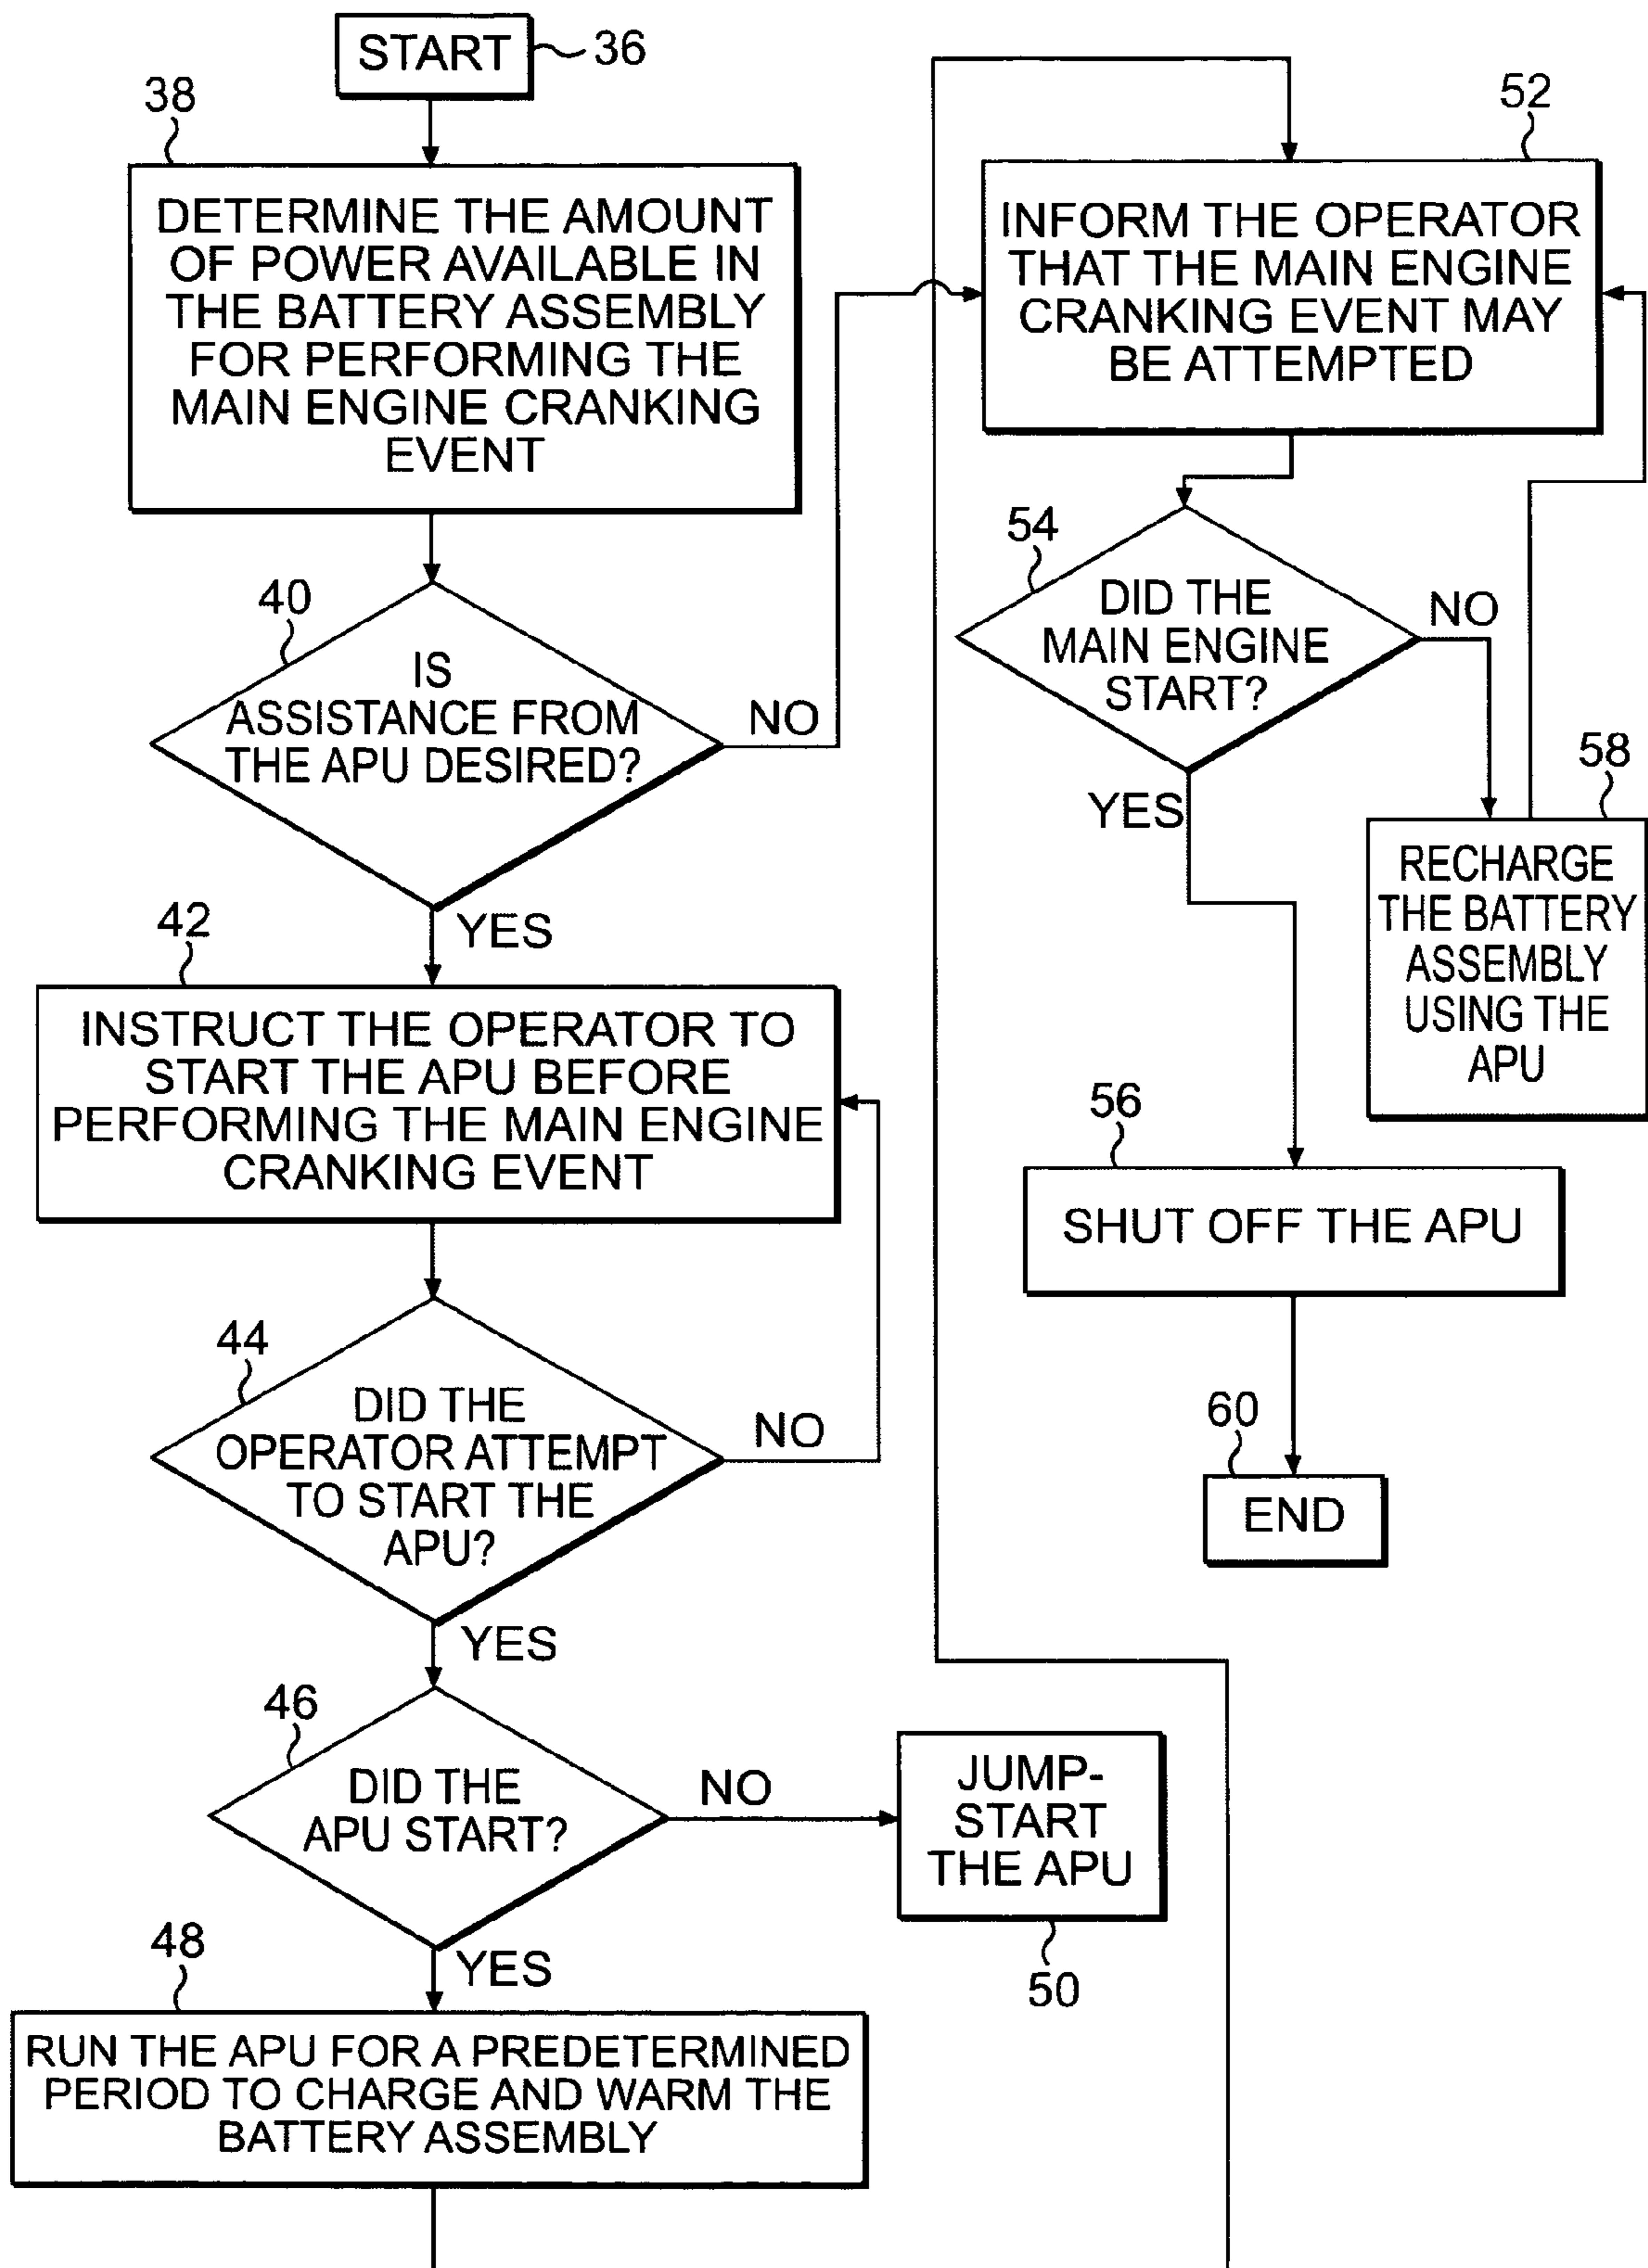 START
36
38
DETERMINE THE AMOUNT
OF POWER AVAILABLE IN
THE BATTERY ASSEMBLY
FOR PERFORMING THE
MAIN ENGINE CRANKING
EVENT
40
IS
ASSISTANCE FROM
THE APU DESIRED?
NO
YES
42
INSTRUCT THE OPERATOR TO
START THE APU BEFORE
PERFORMING THE MAIN ENGINE
CRANKING EVENT
44
DID THE
OPERATOR ATTEMPT
TO START THE
APU?
NO
YES
46
DID THE
APU START?
NO
YES
JUMP-
START
THE APU
50
48
RUN THE APU FOR A PREDETERMINED
PERIOD TO CHARGE AND WARM THE
BATTERY ASSEMBLY
52
INFORM THE OPERATOR
THAT THE MAIN ENGINE
CRANKING EVENT MAY
BE ATTEMPTED
54
DID THE
MAIN ENGINE
START?
NO
YES
58
RECHARGE
THE BATTERY
ASSEMBLY
USING THE
APU
56
SHUT OFF THE APU
60
END